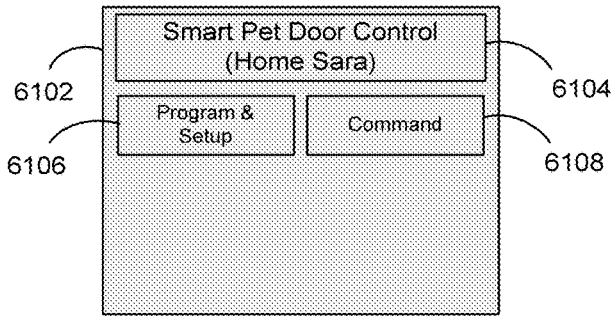 Smart Pet Door Control
(Home Sara)
6102
6104
Program &
Setup
Command
6106
6108